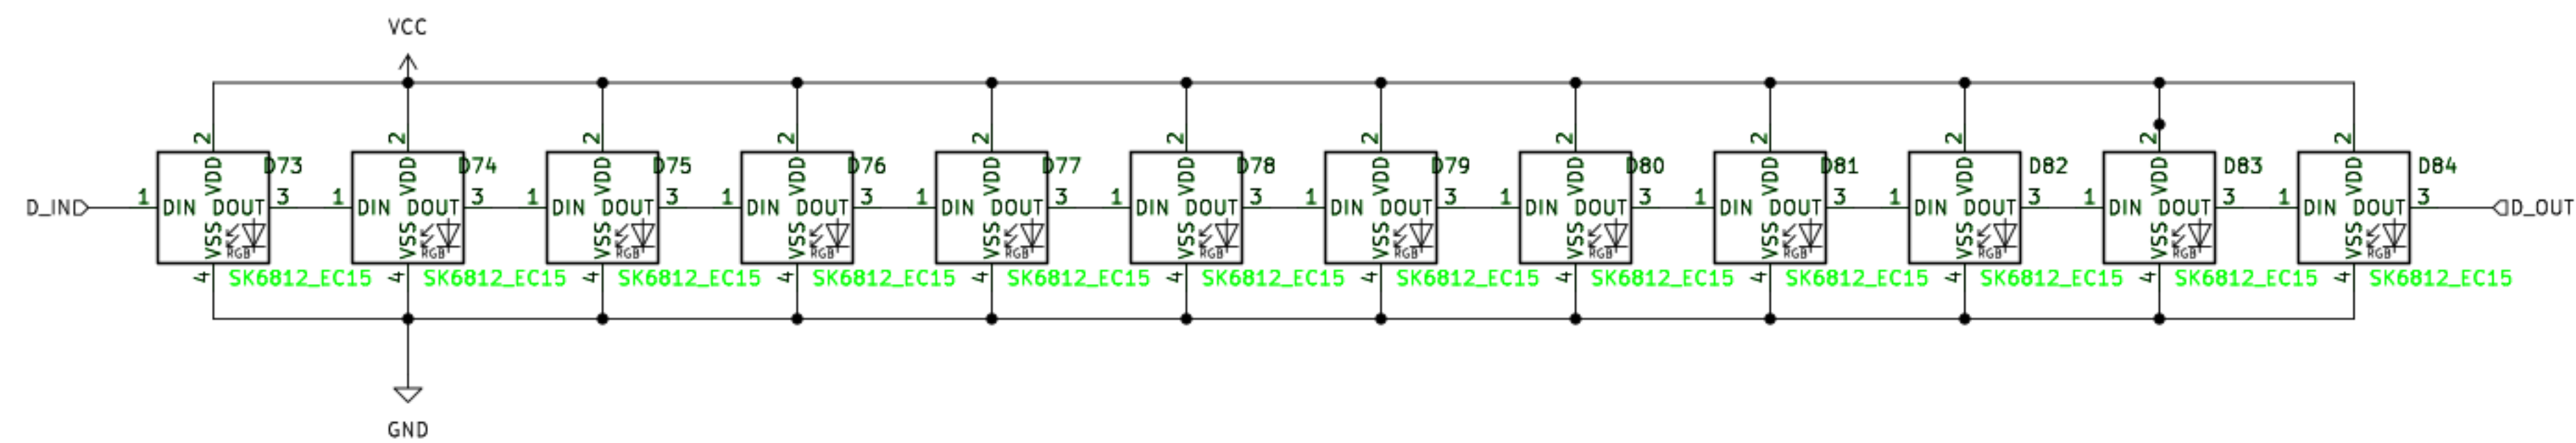 VCC
2 2 2 2 2 2 2 2 2 2 2 2
VDD VDD VDD VDD VDD VDD VDD VDD VDD VDD VDD VDD
D73 D74 D75 D76 D77 D78 D79 D80 D81 D82 D83 D84
D_IN 1 DIN DOUT 3 1 DIN DOUT 3 1 DIN DOUT 3 1 DIN DOUT 3 1 DIN DOUT 3 1 DIN DOUT 3 1 DIN DOUT 3 1 DIN DOUT 3 1 DIN DOUT 3 1 DIN DOUT 3 1 DIN DOUT 3 1 DIN DOUT 3 D_OUT
VSS RGB VSS RGB VSS RGB VSS RGB VSS RGB VSS RGB VSS RGB VSS RGB VSS RGB VSS RGB VSS RGB VSS RGB
4 SK6812_EC15 4 SK6812_EC15 4 SK6812_EC15 4 SK6812_EC15 4 SK6812_EC15 4 SK6812_EC15 4 SK6812_EC15 4 SK6812_EC15 4 SK6812_EC15 4 SK6812_EC15 4 SK6812_EC15 4 SK6812_EC15
GND